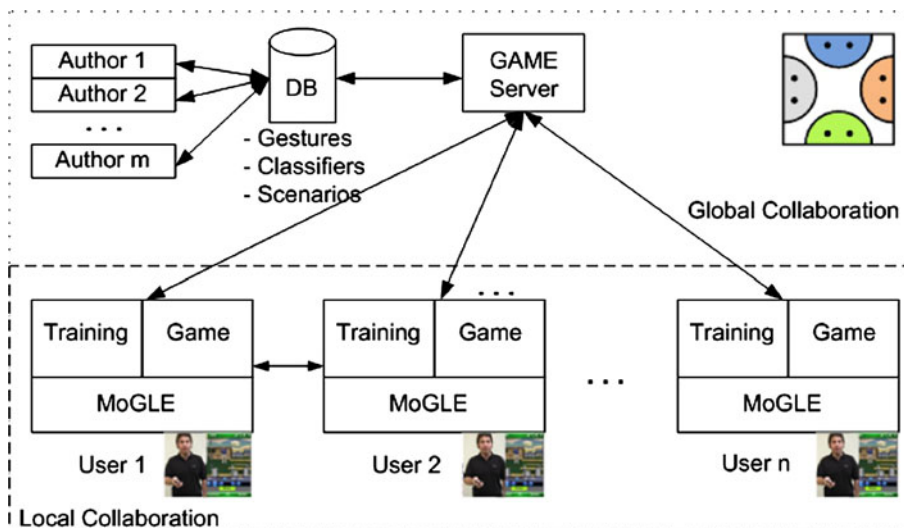 Author 1
Author 2
...
Author m
DB
- Gestures
- Classifiers
- Scenarios
GAME
Server
Global Collaboration
...
Training
Game
MoGLE
User 1
Training
Game
MoGLE
User 2
...
Training
Game
MoGLE
User n
Local Collaboration